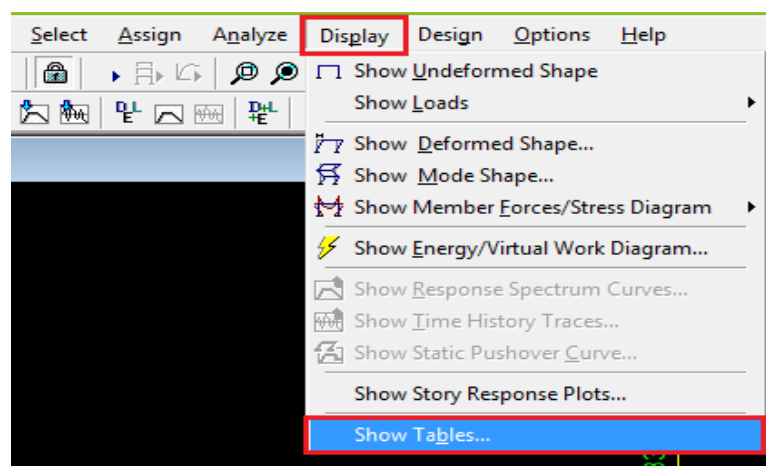 Select Assign Analyze Display Design Options Help
Show Undeformed Shape
Show Loads
Show Deformed Shape...
Show Mode Shape...
Show Member Forces/Stress Diagram
Show Energy/Virtual Work Diagram...
Show Response Spectrum Curves...
Show Time History Traces...
Show Static Pushover Curve...
Show Story Response Plots...
Show Tables...